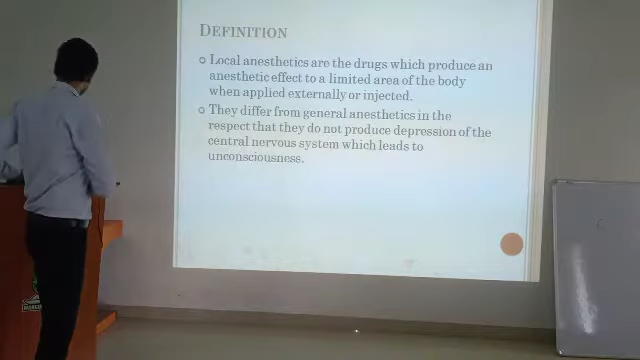 DEFINITION
Local anesthetics are the drugs which produce an
anesthetic effect to a limited area of the body
when applied externally or injected.
They differ from general anesthetics in the
respect that they do not produce depression of the
central nervous system which leads to
unconsciousness.